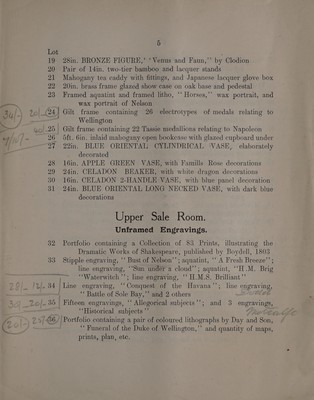 5
Lot
19 28in. BRONZE FIGURE, "Venus and Faun," by Clodion
20 Pair of 14in. two-tier bamboo and lacquer stands
21 Mahogany tea caddy with fittings, and Japanese lacquer glove box
22 20in. brass frame glazed show case on oak base and pedestal
23 Framed aquatint and framed litho, "Horses," wax portrait, and
wax portrait of Nelson
24 Gilt frame containing 26 electrotypes of medals relating to
Wellington
25 Gilt frame containing 22 Tassie medallions relating to Napoleon
26 5ft. 6in. inlaid mahogany open bookcase with glazed cupboard under
27 22in. BLUE ORIENTAL CYLINDRICAL VASE, elaborately
decorated
28 16in. APPLE GREEN VASE, with Famille Rose decorations
29 24in. CELADON BEAKER, with white dragon decorations
30 16in. CELADON 2-HANDLE VASE, with blue panel decoration
31 24in. BLUE ORIENTAL LONG NECKED VASE, with dark blue
decorations
Upper Sale Room.
Unframed Engravings.
32 Portfolio containing a Collection of 83 Prints, illustrating the
Dramatic Works of Shakespeare, published by Boydell, 1803
33 Stipple engraving, "Bust of Nelson"; aquatint, "A Fresh Breeze";
line engraving, "Sun under a cloud"; aquatint, "H.M. Brig
"Waterwitch"; line engraving, "H.M.S. Brilliant"
34 Line engraving, "Conquest of the Havana"; line engraving,
"Battle of Sole Bay," and 2 others
35 Fifteen engravings, "Allegorical subjects"; and 3 engravings,
"Historical subjects"
36 Portfolio containing a pair of coloured lithographs by Day and Son,
"Funeral of the Duke of Wellington," and quantity of maps,
prints, plan, etc.